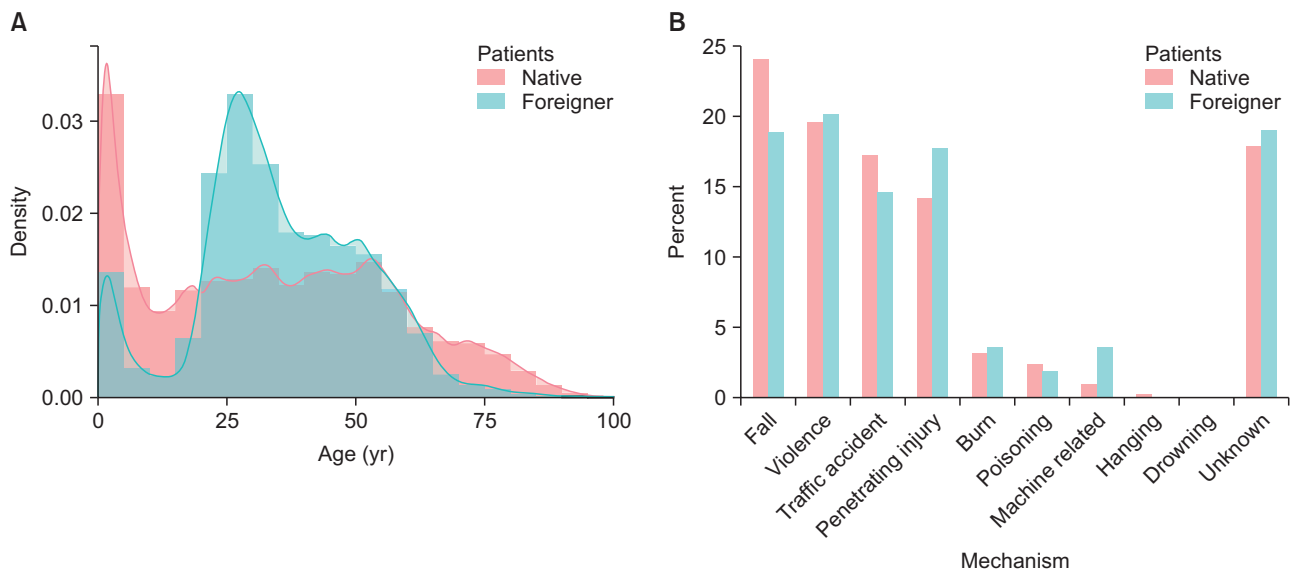 A
Patients
Native
Foreigner
0.03
0.02
0.01
0.00
Density
0
25
50
75
100
Age (yr)
B
Patients
Native
Foreigner
25
20
15
10
5
0
Percent
Fall
Violence
Traffic accident
Penetrating injury
Burn
Poisoning
Machine related
Hanging
Drowning
Unknown
Mechanism